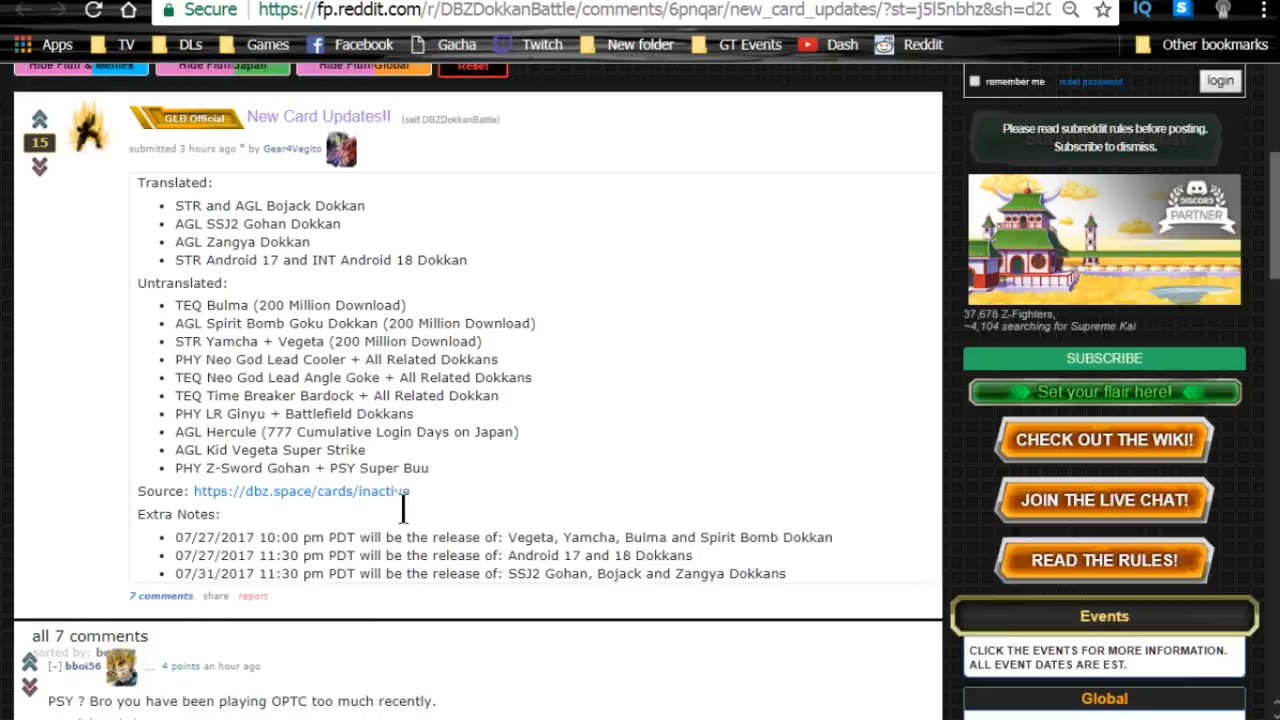 Secure https://fp.reddit.com/r/DBZDokkanBattle/comments/6pnqar/new_card_updates/?st=j5l5nbhz&sh=d20
IQ S
Apps TV DLs Games Facebook Gacha Twitch New folder GT Events Dash Reddit Other bookmarks
Hide Fluff & Memes Hide Flum Japan Hide Flum Global Reset
remember me reset password login
15
GLB Official New Card Updates!! (self.DBZDokkanBattle)
submitted 3 hours ago * by Gear4Vegito
Translated:
• STR and AGL Bojack Dokkan
• AGL SSJ2 Gohan Dokkan
• AGL Zangya Dokkan
• STR Android 17 and INT Android 18 Dokkan
Untranslated:
• TEQ Bulma (200 Million Download)
• AGL Spirit Bomb Goku Dokkan (200 Million Download)
• STR Yamcha + Vegeta (200 Million Download)
• PHY Neo God Lead Cooler + All Related Dokkans
• TEQ Neo God Lead Angle Goke + All Related Dokkans
• TEQ Time Breaker Bardock + All Related Dokkan
• PHY LR Ginyu + Battlefield Dokkans
• AGL Hercule (777 Cumulative Login Days on Japan)
• AGL Kid Vegeta Super Strike
• PHY Z-Sword Gohan + PSY Super Buu
Source: https://dbz.space/cards/inactive
Extra Notes:
• 07/27/2017 10:00 pm PDT will be the release of: Vegeta, Yamcha, Bulma and Spirit Bomb Dokkan
• 07/27/2017 11:30 pm PDT will be the release of: Android 17 and 18 Dokkans
• 07/31/2017 11:30 pm PDT will be the release of: SSJ2 Gohan, Bojack and Zangya Dokkans
7 comments share report
all 7 comments
sorted by:
[-] bboi56 ... 4 points an hour ago
PSY ? Bro you have been playing OPTC too much recently.
Please read subreddit rules before posting.
Subscribe to dismiss.
DISCORD
PARTNER
37,678 Z-Fighters,
~4,104 searching for Supreme Kai
SUBSCRIBE
Set your flair here!
CHECK OUT THE WIKI!
JOIN THE LIVE CHAT!
READ THE RULES!
Events
CLICK THE EVENTS FOR MORE INFORMATION.
ALL EVENT DATES ARE EST.
Global